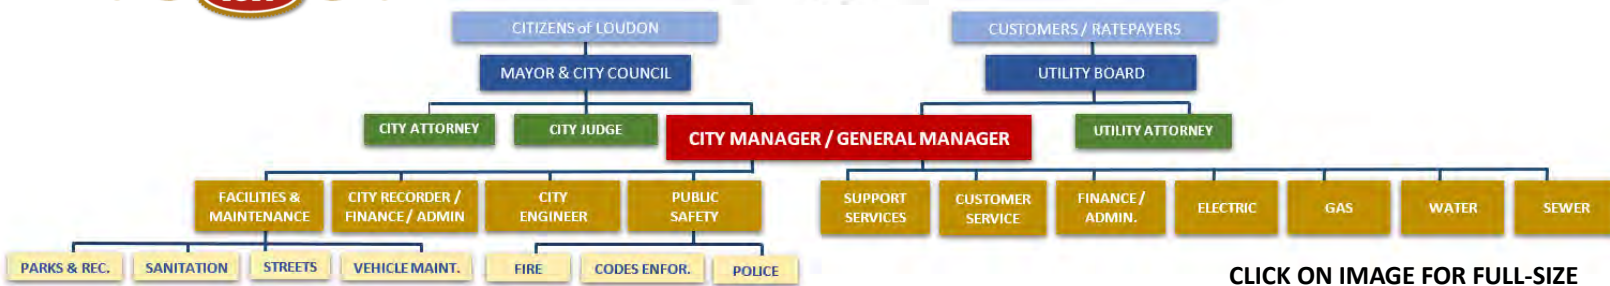 CITIZENS of LOUDON
CUSTOMERS / RATEPAYERS
MAYOR & CITY COUNCIL
UTILITY BOARD
CITY ATTORNEY
CITY JUDGE
CITY MANAGER / GENERAL MANAGER
UTILITY ATTORNEY
FACILITIES &
MAINTENANCE
CITY RECORDER /
FINANCE / ADMIN
CITY
ENGINEER
PUBLIC
SAFETY
SUPPORT
SERVICES
CUSTOMER
SERVICE
FINANCE /
ADMIN.
ELECTRIC
GAS
WATER
SEWER
PARKS & REC.
SANITATION
STREETS
VEHICLE MAINT.
FIRE
CODES ENFOR.
POLICE
CLICK ON IMAGE FOR FULL-SIZE